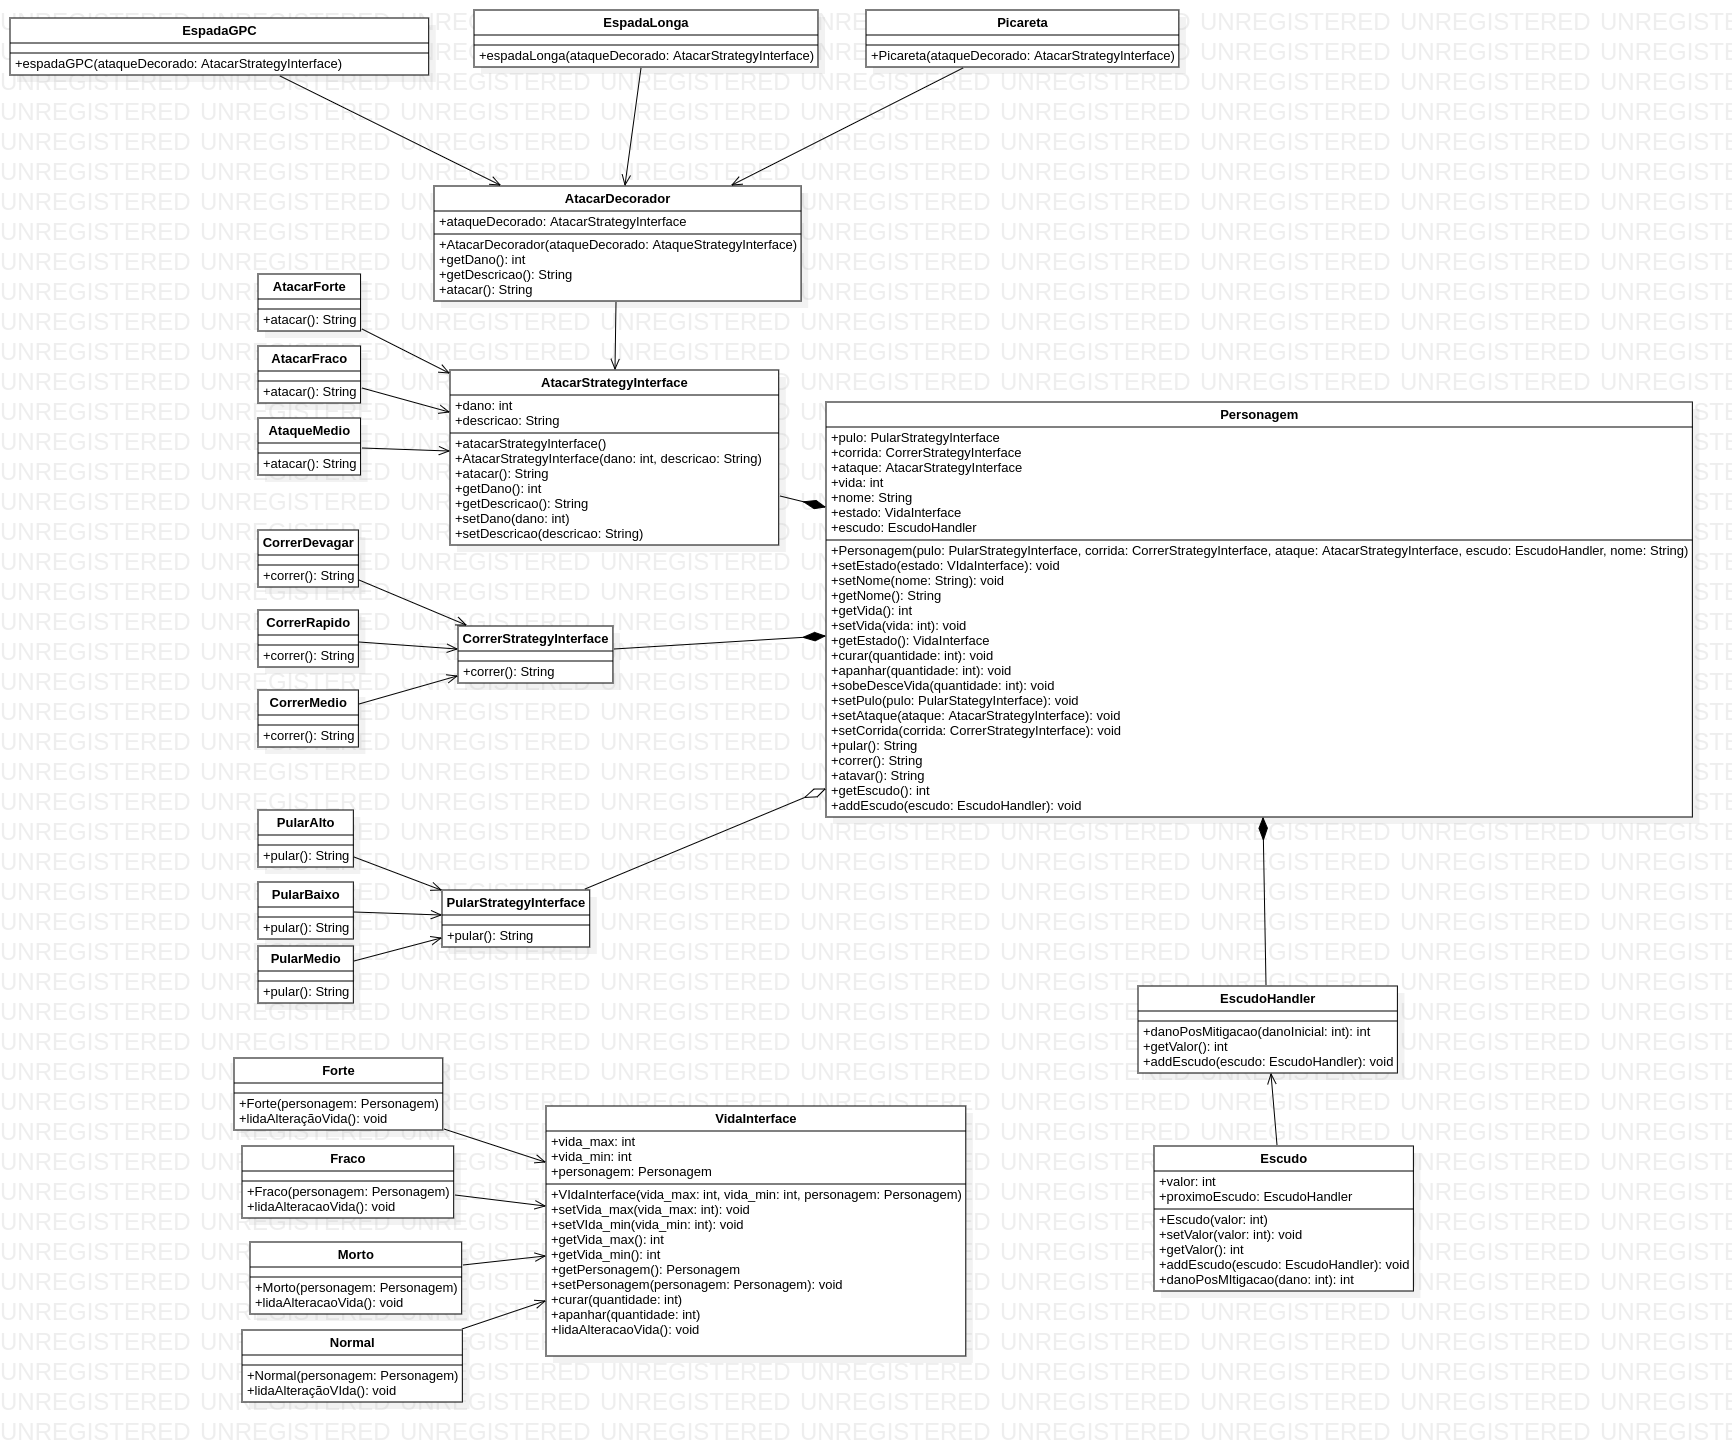 EspadaGPC
+espadaGPC(ataqueDecorado: AtacarStrategyInterface)
EspadaLonga
+espadaLonga(ataqueDecorado: AtacarStrategyInterface)
Picareta
+Picareta(ataqueDecorado: AtacarStrategyInterface)
AtacarDecorador
+ataqueDecorado: AtacarStrategyInterface
+AtacarDecorador(ataqueDecorado: AtaqueStrategyInterface)
+getDano(): int
+getDescricao(): String
+atacar(): String
AtacarForte
+atacar(): String
AtacarFraco
+atacar(): String
AtaqueMedio
+atacar(): String
AtacarStrategyInterface
+dano: int
+descricao: String
+atacarStrategyInterface()
+AtacarStrategyInterface(dano: int, descricao: String)
+atacar(): String
+getDano(): int
+getDescricao(): String
+setDano(dano: int)
+setDescricao(descricao: String)
Personagem
+pulo: PularStrategyInterface
+corrida: CorrerStrategyInterface
+ataque: AtacarStrategyInterface
+vida: int
+nome: String
+estado: VidaInterface
+escudo: EscudoHandler
+Personagem(pulo: PularStrategyInterface, corrida: CorrerStrategyInterface, ataque: AtacarStrategyInterface, escudo: EscudoHandler, nome: String)
+setEstado(estado: VIdaInterface): void
+setNome(nome: String): void
+getNome(): String
+getVida(): int
+setVida(vida: int): void
+getEstado(): VidaInterface
+curar(quantidade: int): void
+apanhar(quantidade: int): void
+sobeDesceVida(quantidade: int): void
+setPulo(pulo: PularStategyInterface): void
+setAtaque(ataque: AtacarStrategyInterface): void
+setCorrida(corrida: CorrerStrategyInterface): void
+pular(): String
+correr(): String
+atavar(): String
+getEscudo(): int
+addEscudo(escudo: EscudoHandler): void
CorrerDevagar
+correr(): String
CorrerRapido
+correr(): String
CorrerMedio
+correr(): String
CorrerStrategyInterface
+correr(): String
PularAlto
+pular(): String
PularBaixo
+pular(): String
PularMedio
+pular(): String
PularStrategyInterface
+pular(): String
EscudoHandler
+danoPosMitigacao(danoInicial: int): int
+getValor(): int
+addEscudo(escudo: EscudoHandler): void
Forte
+Forte(personagem: Personagem)
+lidaAlteraçãoVida(): void
Fraco
+Fraco(personagem: Personagem)
+lidaAlteracaoVida(): void
Morto
+Morto(personagem: Personagem)
+lidaAlteracaoVida(): void
Normal
+Normal(personagem: Personagem)
+lidaAlteraçãoVIda(): void
VidaInterface
+vida_max: int
+vida_min: int
+personagem: Personagem
+VIdaInterface(vida_max: int, vida_min: int, personagem: Personagem)
+setVida_max(vida_max: int): void
+setVIda_min(vida_min: int): void
+getVida_max(): int
+getVida_min(): int
+getPersonagem(): Personagem
+setPersonagem(personagem: Personagem): void
+curar(quantidade: int)
+apanhar(quantidade: int)
+lidaAlteracaoVida(): void
Escudo
+valor: int
+proximoEscudo: EscudoHandler
+Escudo(valor: int)
+setValor(valor: int): void
+getValor(): int
+addEscudo(escudo: EscudoHandler): void
+danoPosMItigacao(dano: int): int